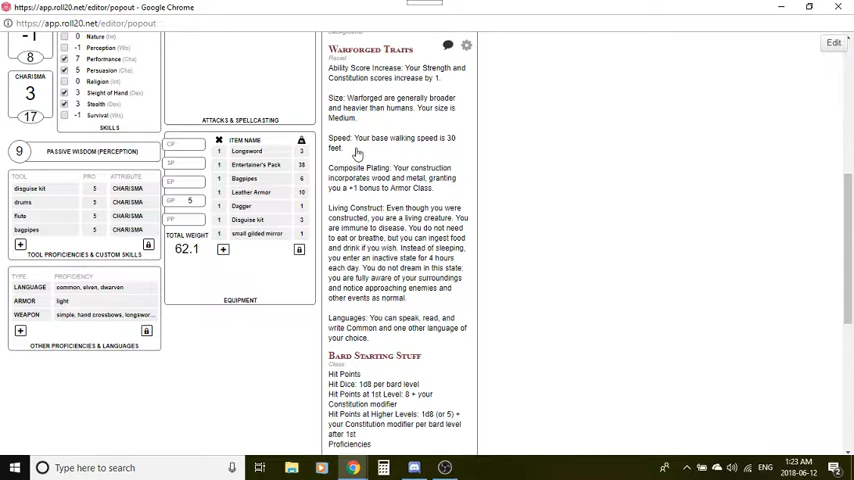 https://app.roll20.net/editor/popout - Google Chrome
https://app.roll20.net/editor/popout
Edit
-1
8
CHARISMA
3
17
0 Nature (Int)
-1 Perception (Wis)
7 Performance (Cha)
5 Persuasion (Cha)
0 Religion (Int)
3 Sleight of Hand (Dex)
3 Stealth (Dex)
-1 Survival (Wis)
SKILLS
9 PASSIVE WISDOM (PERCEPTION)
TOOL PRO ATTRIBUTE
disguise kit 5 CHARISMA
drums 5 CHARISMA
flute 5 CHARISMA
bagpipes 5 CHARISMA
TOOL PROFICIENCIES & CUSTOM SKILLS
TYPE PROFICIENCY
LANGUAGE common, elven, dwarven
ARMOR light
WEAPON simple, hand crossbows, longswor...
OTHER PROFICIENCIES & LANGUAGES
ATTACKS & SPELLCASTING
CP
SP
EP
GP 5
PP
TOTAL WEIGHT
62.1
ITEM NAME
1 Longsword 3
1 Entertainer's Pack 38
1 Bagpipes 6
1 Leather Armor 10
1 Dagger 1
1 Disguise kit 3
1 small gilded mirror 1
EQUIPMENT
Background
WARFORGED TRAITS
Racial
Ability Score Increase: Your Strength and
Constitution scores increase by 1.
Size: Warforged are generally broader
and heavier than humans. Your size is
Medium.
Speed: Your base walking speed is 30
feet.
Composite Plating: Your construction
incorporates wood and metal, granting
you a +1 bonus to Armor Class.
Living Construct: Even though you were
constructed, you are a living creature. You
are immune to disease. You do not need
to eat or breathe, but you can ingest food
and drink if you wish. Instead of sleeping,
you enter an inactive state for 4 hours
each day. You do not dream in this state;
you are fully aware of your surroundings
and notice approaching enemies and
other events as normal.
Languages: You can speak, read, and
write Common and one other language of
your choice.
BARD STARTING STUFF
Class
Hit Points
Hit Dice: 1d8 per bard level
Hit Points at 1st Level: 8 + your
Constitution modifier
Hit Points at Higher Levels: 1d8 (or 5) +
your Constitution modifier per bard level
after 1st
Proficiencies
Type here to search
ENG
1:23 AM
2018-06-12
2